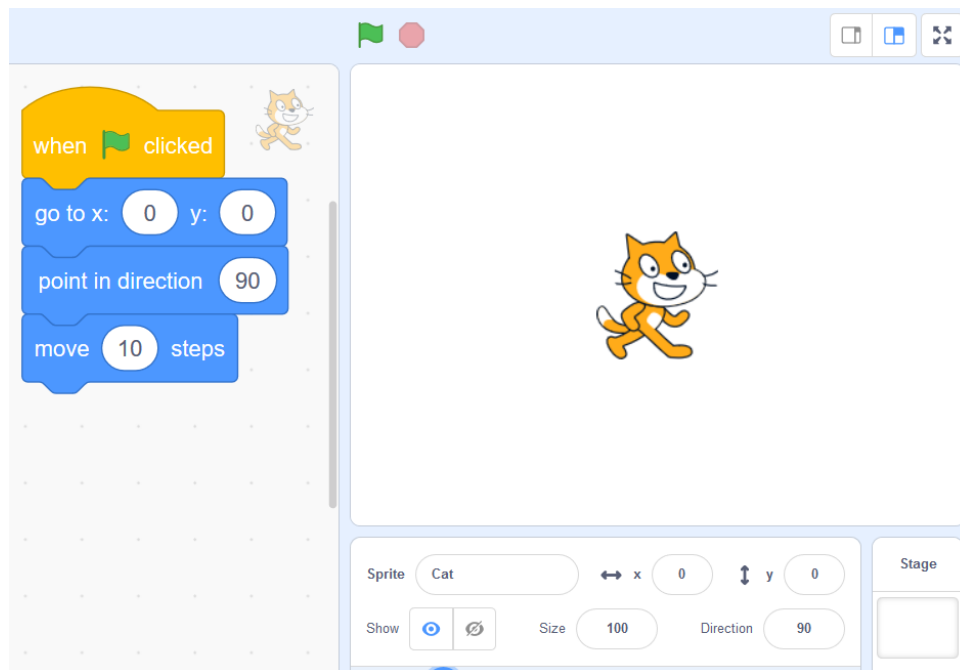 when clicked
go to x: 0 y: 0
point in direction 90
move 10 steps
Sprite Cat x 0 y 0
Show Size 100 Direction 90
Stage